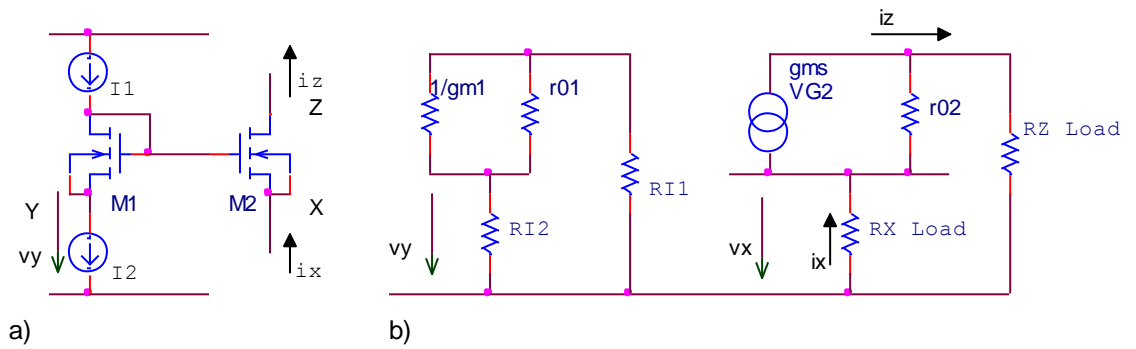 I1
iz
Z
M1
M2
X
Y
vy
I2
ix
a)
1/gm1
r01
RI1
RI2
vy
b)
iz
gms
VG2
r02
RZ Load
RX Load
vx
ix